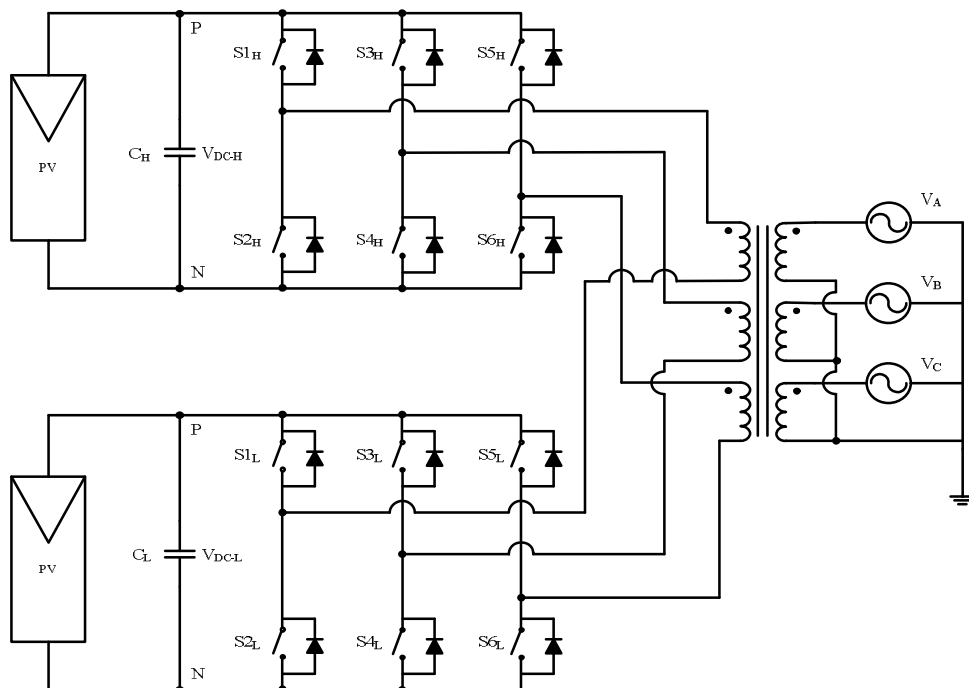 P
S1H
S3H
S5H
PV
CH
VDC-H
VA
S2H
S4H
S6H
N
VB
VC
P
S1L
S3L
S5L
PV
CL
VDC-L
S2L
S4L
S6L
N